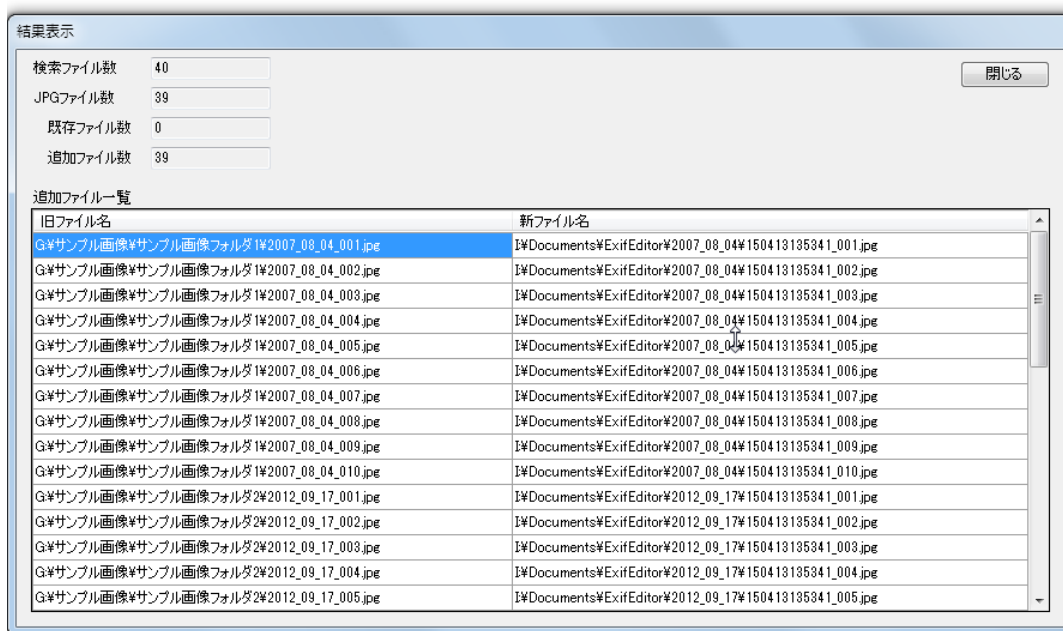 結果表示
検索ファイル数 40 閉じる
JPGファイル数 39
既存ファイル数 0
追加ファイル数 39
追加ファイル一覧
旧ファイル名 新ファイル名
G:¥サンプル画像¥サンプル画像フォルダ1¥2007_08_04_001.jpg I:¥Documents¥ExifEditor¥2007_08_04¥150413135341_001.jpg
G:¥サンプル画像¥サンプル画像フォルダ1¥2007_08_04_002.jpg I:¥Documents¥ExifEditor¥2007_08_04¥150413135341_002.jpg
G:¥サンプル画像¥サンプル画像フォルダ1¥2007_08_04_003.jpg I:¥Documents¥ExifEditor¥2007_08_04¥150413135341_003.jpg
G:¥サンプル画像¥サンプル画像フォルダ1¥2007_08_04_004.jpg I:¥Documents¥ExifEditor¥2007_08_04¥150413135341_004.jpg
G:¥サンプル画像¥サンプル画像フォルダ1¥2007_08_04_005.jpg I:¥Documents¥ExifEditor¥2007_08_04¥150413135341_005.jpg
G:¥サンプル画像¥サンプル画像フォルダ1¥2007_08_04_006.jpg I:¥Documents¥ExifEditor¥2007_08_04¥150413135341_006.jpg
G:¥サンプル画像¥サンプル画像フォルダ1¥2007_08_04_007.jpg I:¥Documents¥ExifEditor¥2007_08_04¥150413135341_007.jpg
G:¥サンプル画像¥サンプル画像フォルダ1¥2007_08_04_008.jpg I:¥Documents¥ExifEditor¥2007_08_04¥150413135341_008.jpg
G:¥サンプル画像¥サンプル画像フォルダ1¥2007_08_04_009.jpg I:¥Documents¥ExifEditor¥2007_08_04¥150413135341_009.jpg
G:¥サンプル画像¥サンプル画像フォルダ1¥2007_08_04_010.jpg I:¥Documents¥ExifEditor¥2007_08_04¥150413135341_010.jpg
G:¥サンプル画像¥サンプル画像フォルダ2¥2012_09_17_001.jpg I:¥Documents¥ExifEditor¥2012_09_17¥150413135341_001.jpg
G:¥サンプル画像¥サンプル画像フォルダ2¥2012_09_17_002.jpg I:¥Documents¥ExifEditor¥2012_09_17¥150413135341_002.jpg
G:¥サンプル画像¥サンプル画像フォルダ2¥2012_09_17_003.jpg I:¥Documents¥ExifEditor¥2012_09_17¥150413135341_003.jpg
G:¥サンプル画像¥サンプル画像フォルダ2¥2012_09_17_004.jpg I:¥Documents¥ExifEditor¥2012_09_17¥150413135341_004.jpg
G:¥サンプル画像¥サンプル画像フォルダ2¥2012_09_17_005.jpg I:¥Documents¥ExifEditor¥2012_09_17¥150413135341_005.jpg